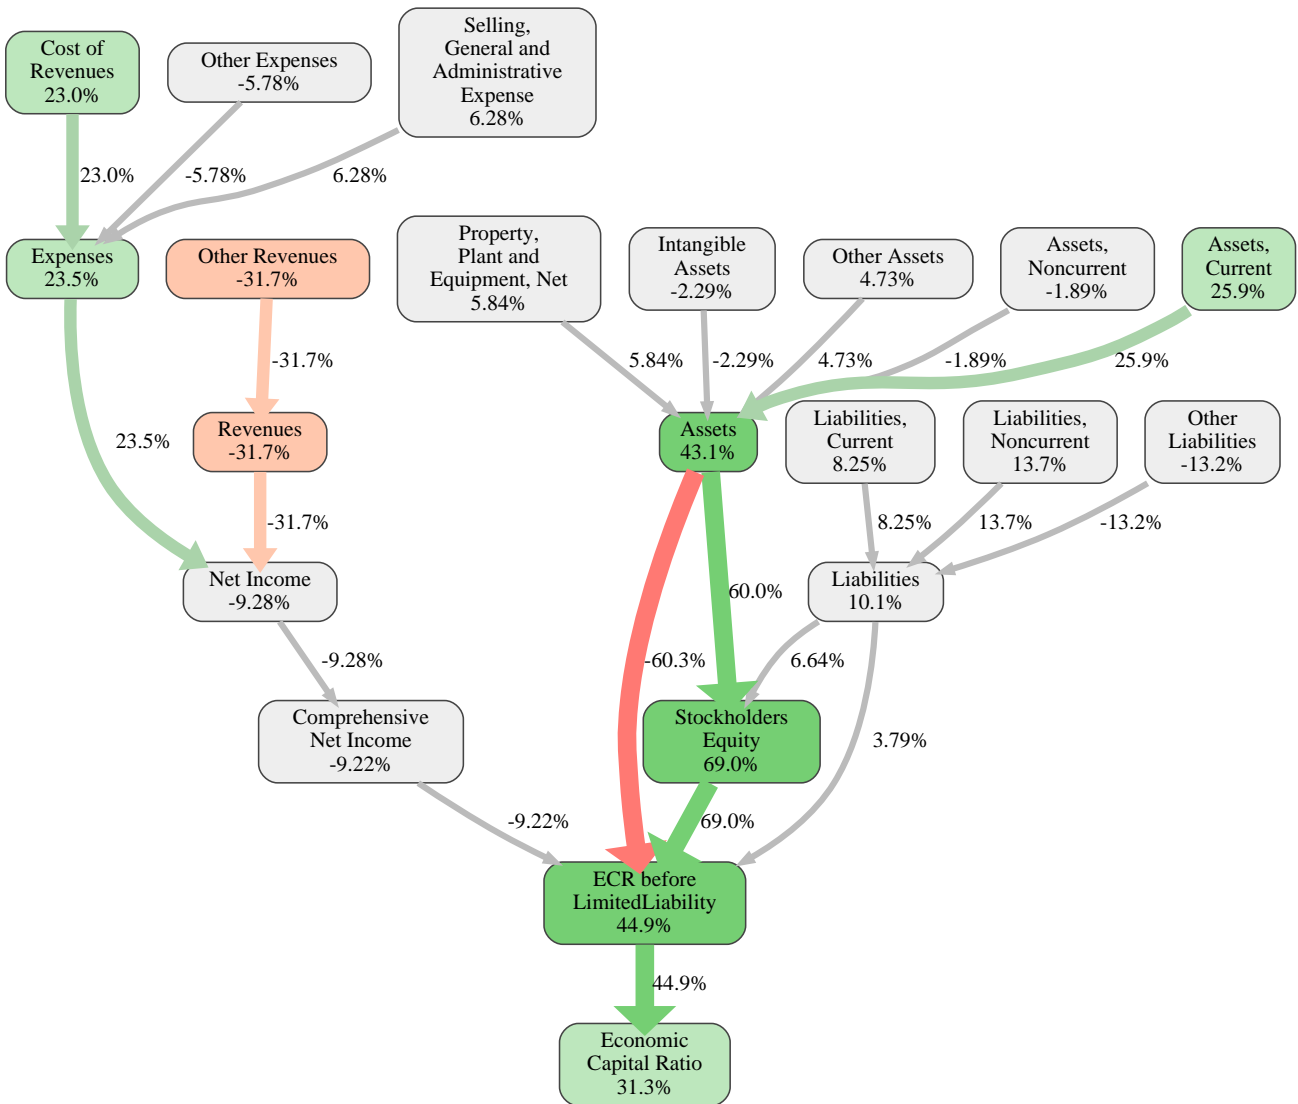 Cost of
Revenues
23.0%
Other Expenses
-5.78%
Selling,
General and
Administrative
Expense
6.28%
23.0%
-5.78%
6.28%
Expenses
23.5%
Other Revenues
-31.7%
Property,
Plant and
Equipment, Net
5.84%
Intangible
Assets
-2.29%
Other Assets
4.73%
Assets,
Noncurrent
-1.89%
Assets,
Current
25.9%
-31.7%
5.84%
-2.29%
4.73%
-1.89%
25.9%
23.5%
Revenues
-31.7%
Assets
43.1%
Liabilities,
Current
8.25%
Liabilities,
Noncurrent
13.7%
Other
Liabilities
-13.2%
-31.7%
8.25%
13.7%
-13.2%
Net Income
-9.28%
60.0%
Liabilities
10.1%
-9.28%
-60.3%
6.64%
Comprehensive
Net Income
-9.22%
Stockholders
Equity
69.0%
3.79%
-9.22%
69.0%
ECR before
LimitedLiability
44.9%
44.9%
Economic
Capital Ratio
31.3%